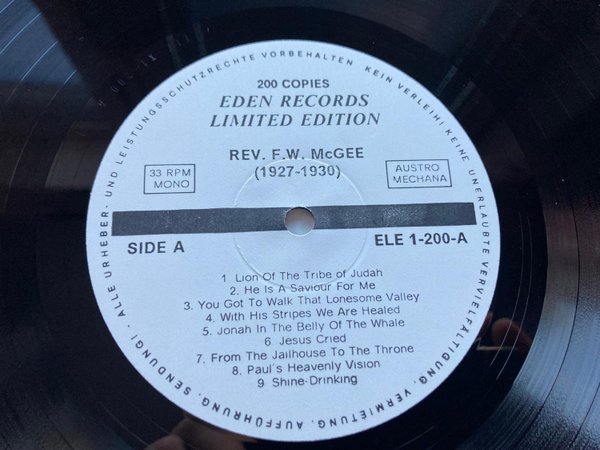 200 COPIES
EDEN RECORDS
LIMITED EDITION
REV. F.W. McGEE
(1927-1930)
33 RPM
MONO
AUSTRO
MECHANA
SIDE A
ELE 1-200-A
1 Lion Of The Tribe of Judah
2. He Is A Saviour For Me
3. You Got To Walk That Lonesome Valley
4. With His Stripes We Are Healed
5. Jonah In The Belly Of The Whale
6. Jesus Cried
7. From The Jailhouse To The Throne
8. Paul's Heavenly Vision
9 Shine-Drinking
· ALLE URHEBER- UND LEISTUNGSSCHUTZRECHTE VORBEHALTEN · KEIN VERLEIH! KEINE UNERLAUBTE VERVIELFÄLTIGUNG, VERMIETUNG, AUFFÜHRUNG, SENDUNG!